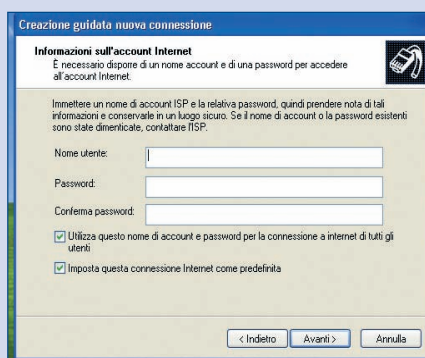 Creazione guidata nuova connessione
Informazioni sull'account Internet
È necessario disporre di un nome account e di una password per accedere
all'account Internet.
Immettere un nome di account ISP e la relativa password, quindi prendere nota di tali
informazioni e conservarle in un luogo sicuro. Se il nome di account o la password esistenti
sono state dimenticate, contattare l'ISP.
Nome utente:
Password:
Conferma password:
Utilizza questo nome di account e password per la connessione a internet di tutti gli
utenti
Imposta questa connessione Internet come predefinita
< Indietro
Avanti >
Annulla